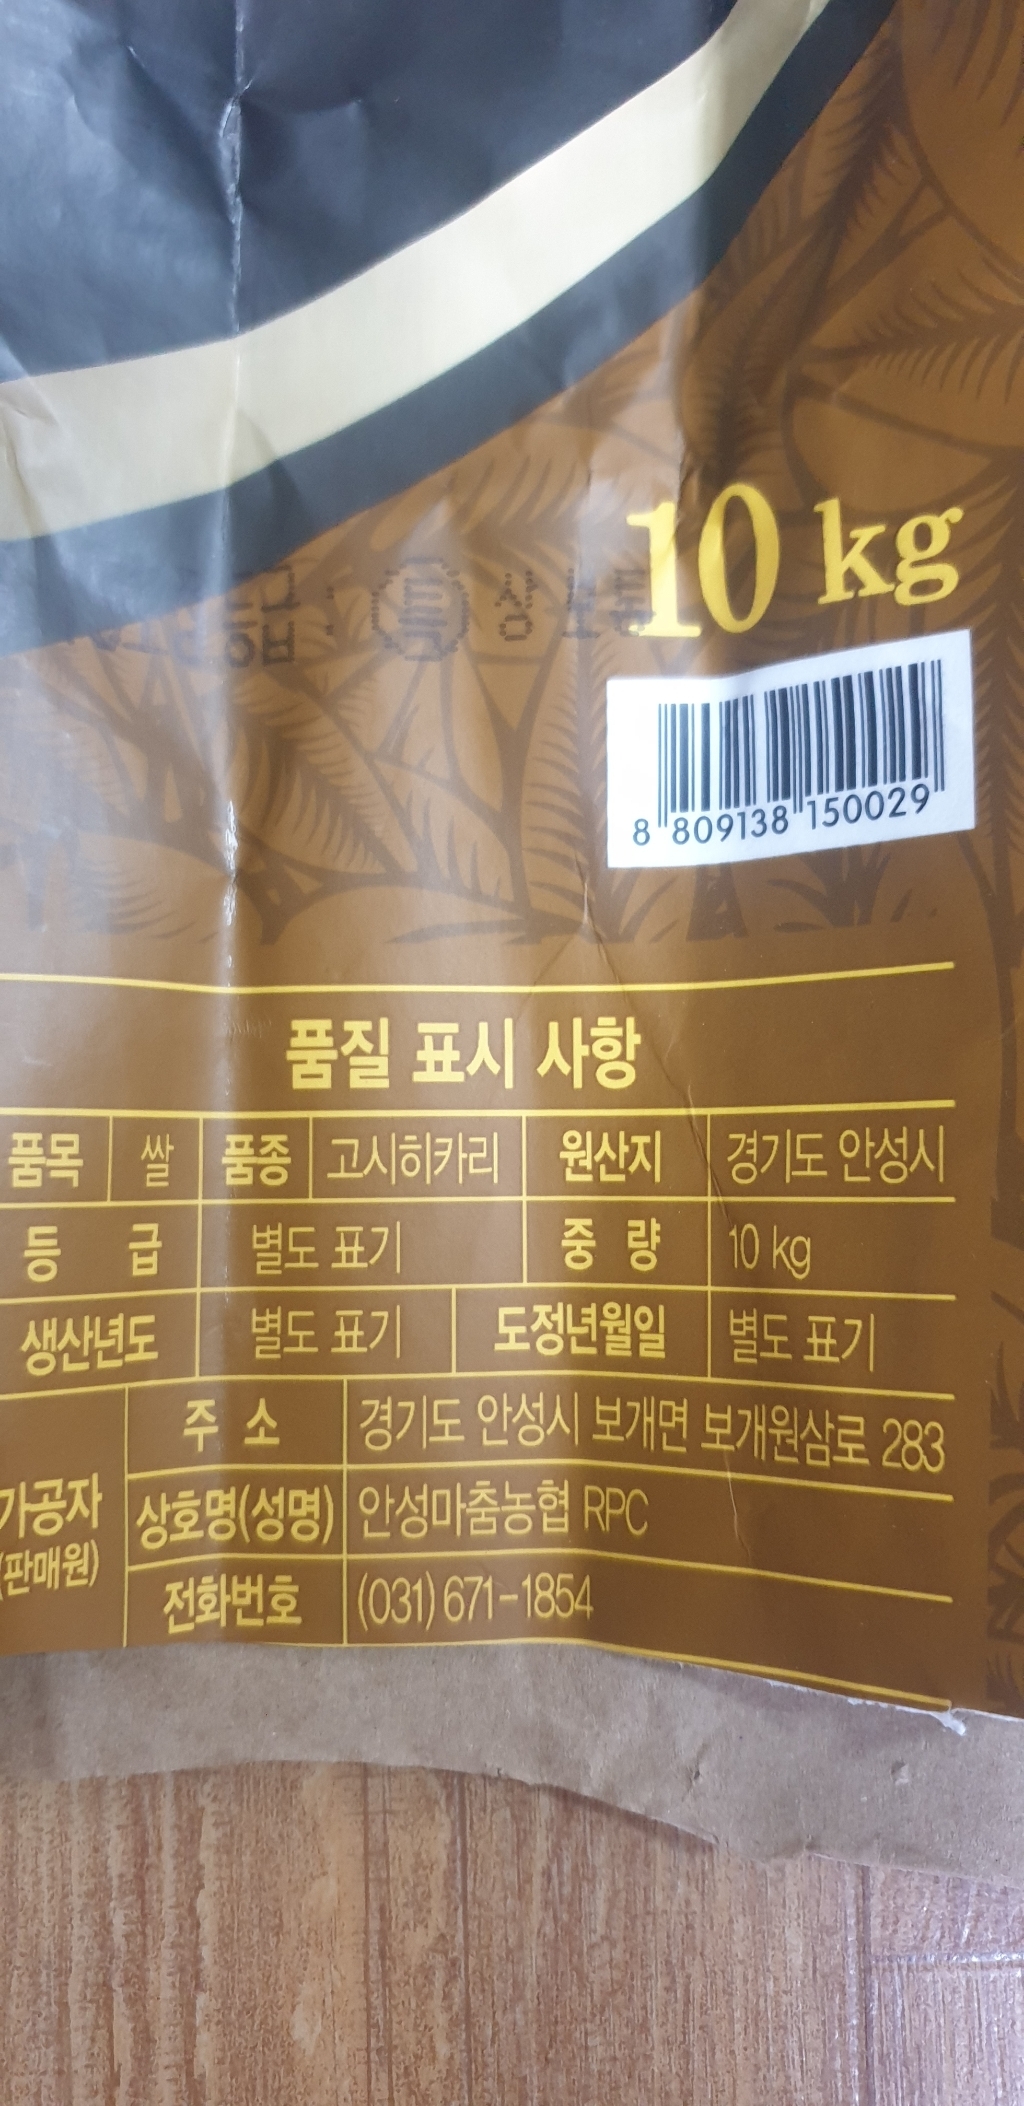 10 kg
8 809138 150029
품질 표시 사항
품목 쌀 품종 고시히카리 원산지 경기도 안성시
등 급 별도 표기 중 량 10 kg
생산년도 별도 표기 도정년월일 별도 표기
주 소 경기도 안성시 보개면 보개원삼로 283
가공자 상호명(성명) 안성마춤농협 RPC
(판매원)
전화번호 (031) 671-1854